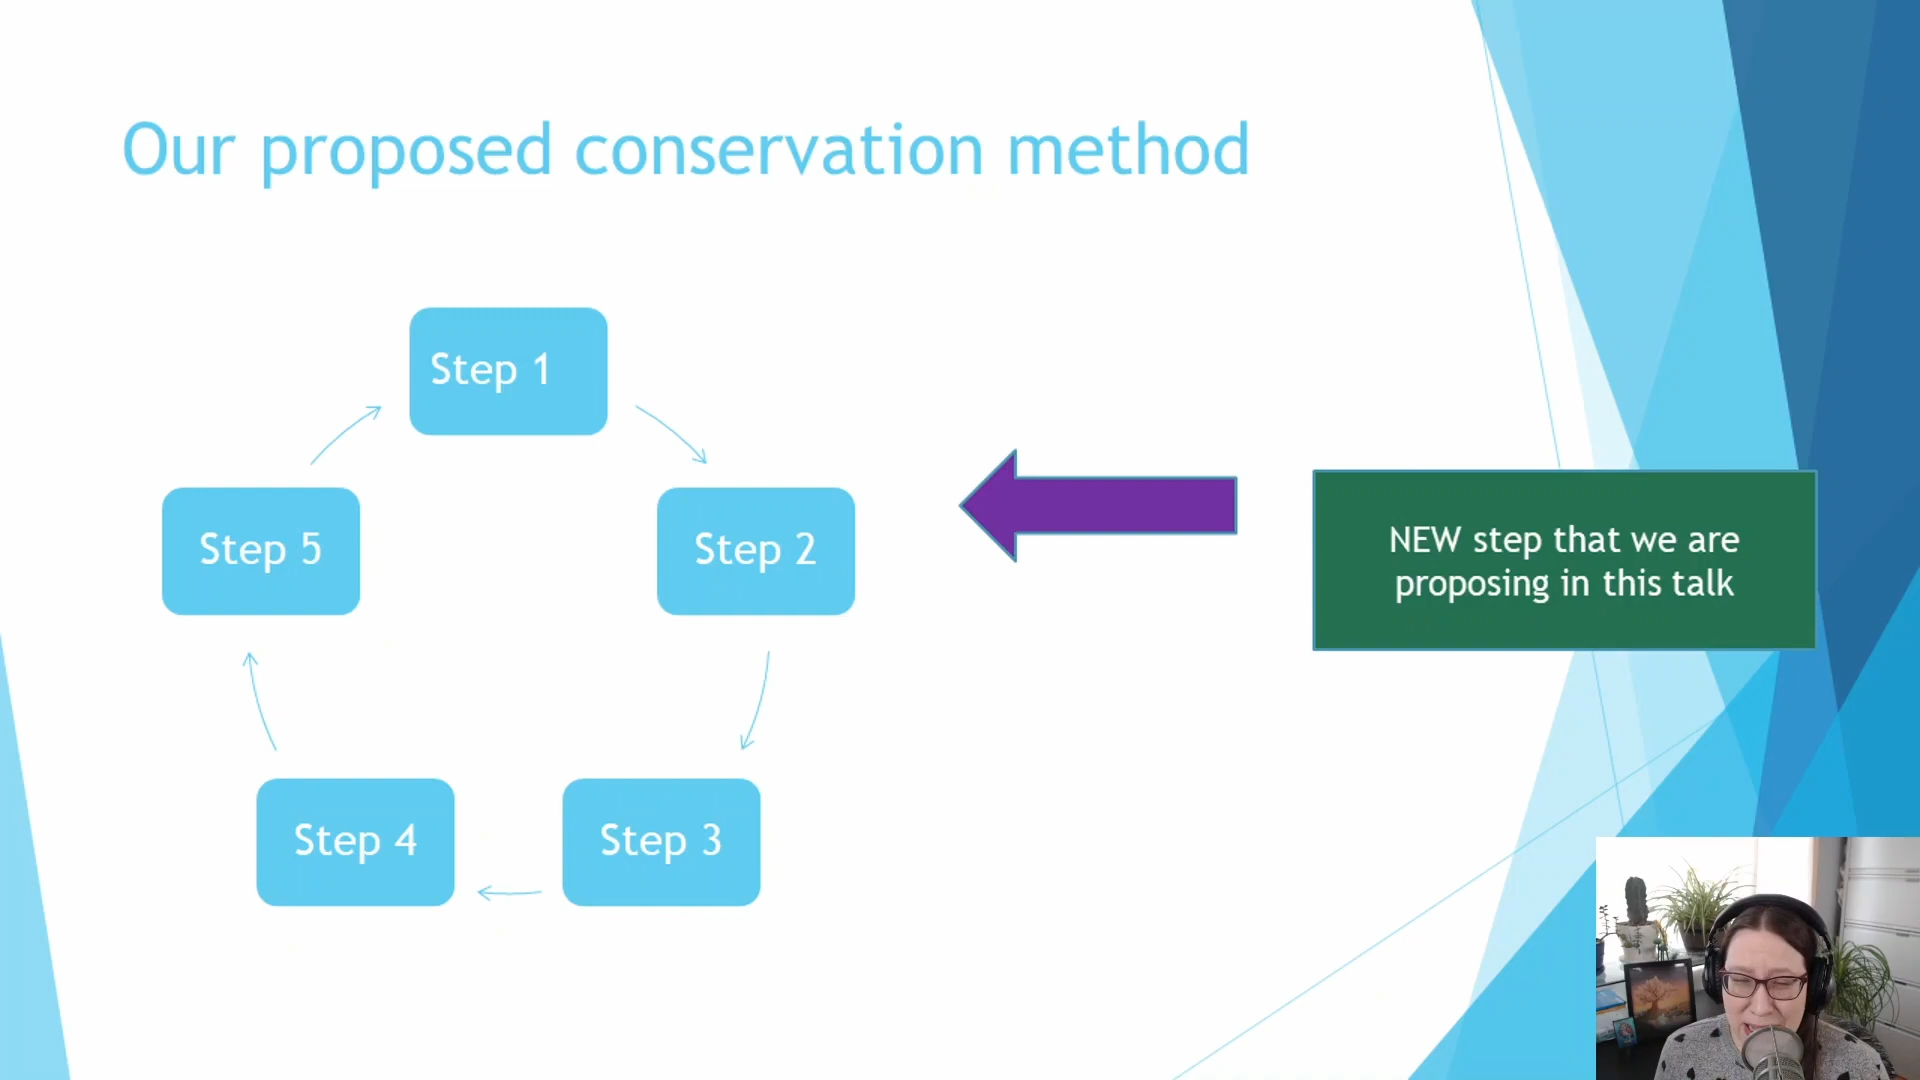 Our proposed conservation method
Step 1
Step 2
Step 3
Step 4
Step 5
NEW step that we are
proposing in this talk